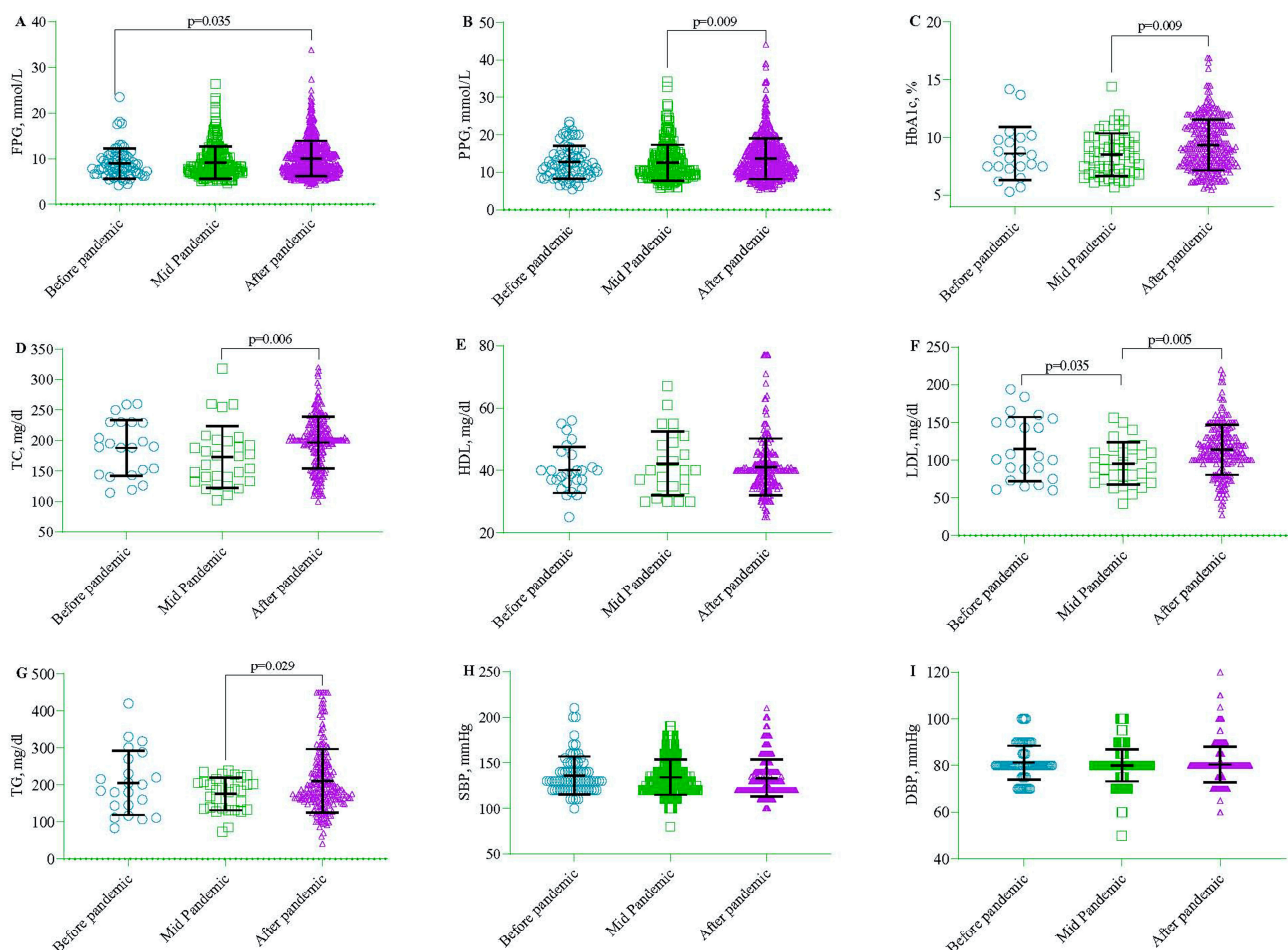 A
FPG, mmol/L
40
30
20
10
0
p=0.035
Before pandemic
Mid Pandemic
After pandemic
B
PPG, mmol/L
50
40
30
20
10
0
p=0.009
Before pandemic
Mid Pandemic
After pandemic
C
HbA1c, %
20
15
10
5
p=0.009
Before pandemic
Mid Pandemic
After pandemic
D
TC, mg/dl
350
300
250
200
150
100
50
p=0.006
Before pandemic
Mid Pandemic
After pandemic
E
HDL, mg/dl
80
60
40
20
Before pandemic
Mid Pandemic
After pandemic
F
LDL, mg/dl
250
200
150
100
50
0
p=0.035
p=0.005
Before pandemic
Mid Pandemic
After pandemic
G
TG, mg/dl
500
400
300
200
100
0
p=0.029
Before pandemic
Mid Pandemic
After pandemic
H
SBP, mmHg
250
200
150
100
50
Before pandemic
Mid Pandemic
After pandemic
I
DBP, mmHg
120
100
80
60
40
Before pandemic
Mid Pandemic
After pandemic